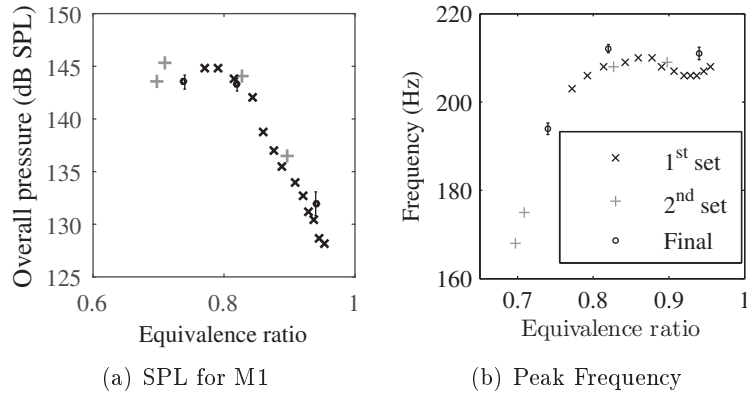 150
145
140
135
130
125
0.6 0.8 1
Overall pressure (dB SPL)
Equivalence ratio
(a) SPL for M1
220
200
180
160
0.7 0.8 0.9 1
Frequency (Hz)
1st set
2nd set
Final
Equivalence ratio
(b) Peak Frequency